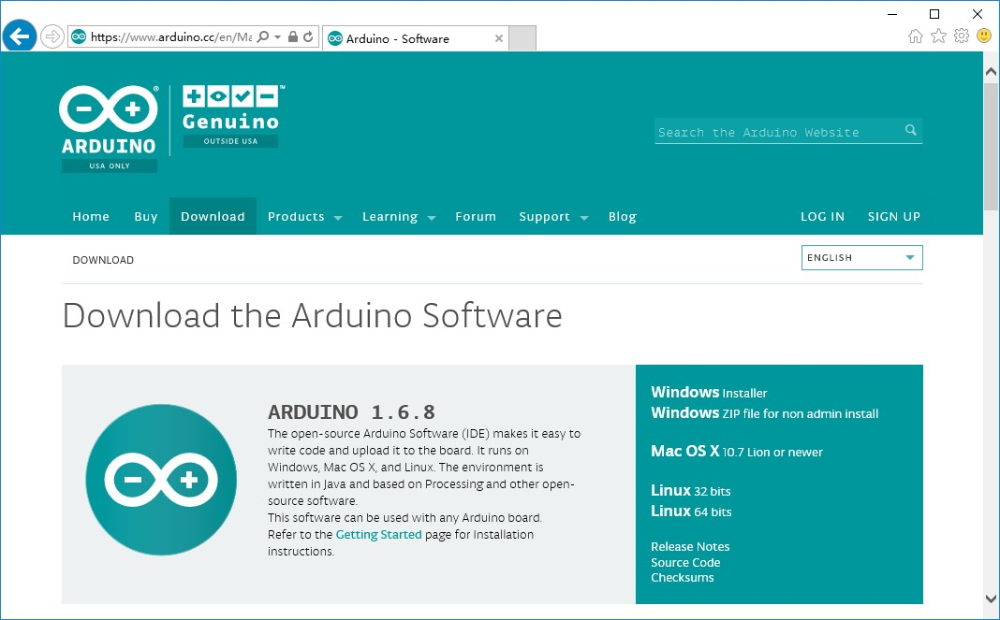 https://www.arduino.cc/en/Ma
Arduino - Software
ARDUINO
USA ONLY
Genuino
OUTSIDE USA
Search the Arduino Website
Home Buy Download Products Learning Forum Support Blog LOG IN SIGN UP
DOWNLOAD
ENGLISH
Download the Arduino Software
ARDUINO 1.6.8
The open-source Arduino Software (IDE) makes it easy to
write code and upload it to the board. It runs on
Windows, Mac OS X, and Linux. The environment is
written in Java and based on Processing and other open-
source software.
This software can be used with any Arduino board.
Refer to the Getting Started page for Installation
instructions.
Windows Installer
Windows ZIP file for non admin install
Mac OS X 10.7 Lion or newer
Linux 32 bits
Linux 64 bits
Release Notes
Source Code
Checksums